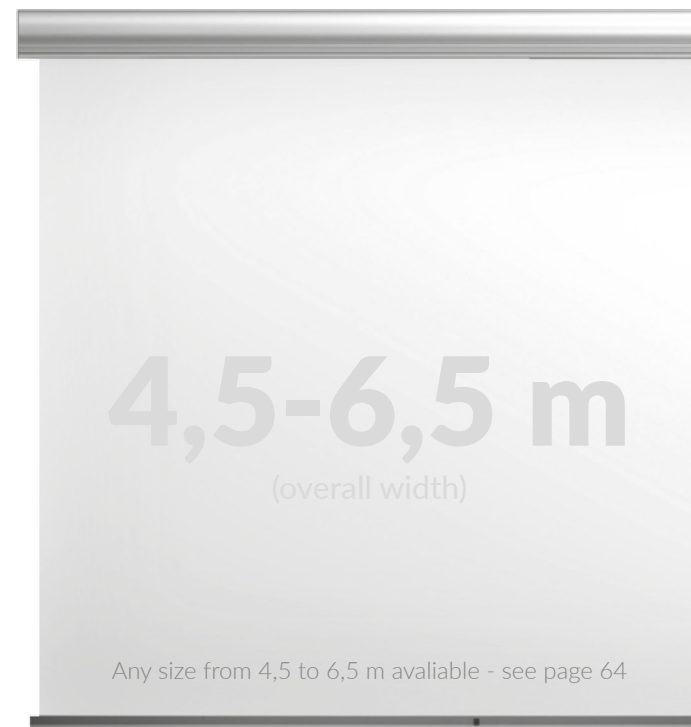 4,5-6,5 m
(overall width)
Any size from 4,5 to 6,5 m avaliable - see page 64